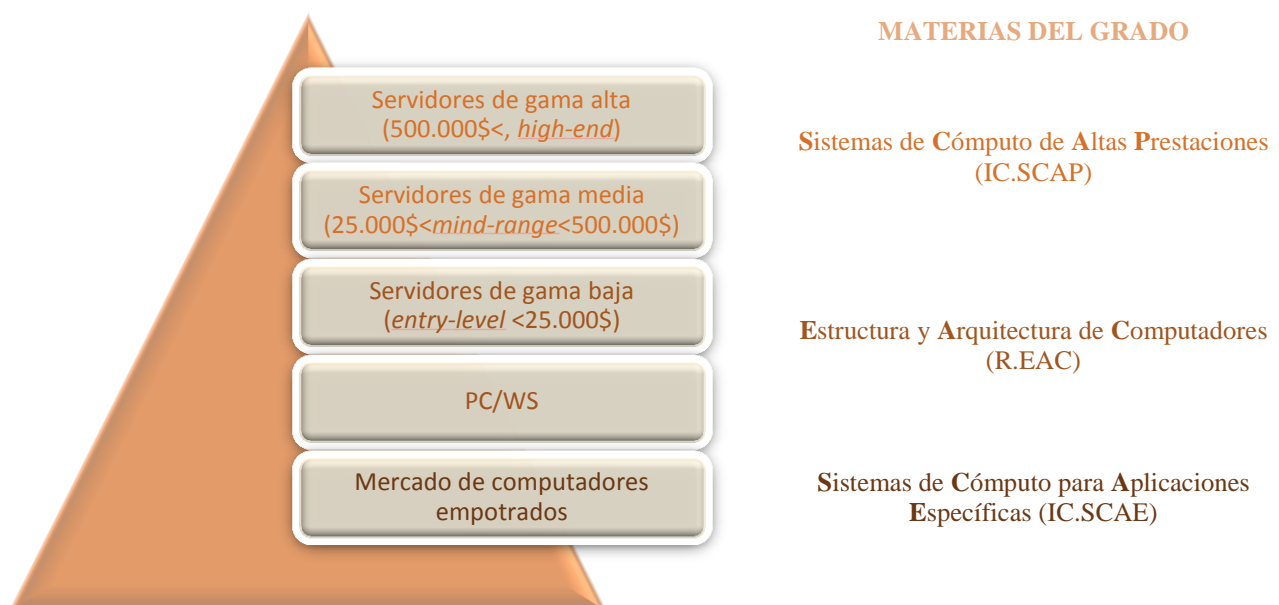 MATERIAS DEL GRADO
Servidores de gama alta
(500.000$<, high-end)
Sistemas de Cómputo de Altas Prestaciones
(IC.SCAP)
Servidores de gama media
(25.000$<mind-range<500.000$)
Servidores de gama baja
(entry-level <25.000$)
Estructura y Arquitectura de Computadores
(R.EAC)
PC/WS
Mercado de computadores
empotrados
Sistemas de Cómputo para Aplicaciones
Específicas (IC.SCAE)